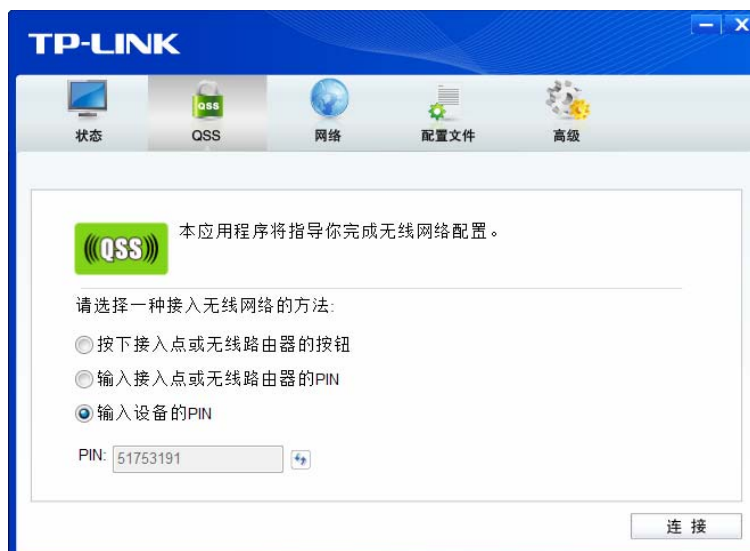 TP-LINK
— X
QSS
状态
QSS
网络
配置文件
高级
QSS
本应用程序将指导你完成无线网络配置。
请选择一种接入无线网络的方法:
按下接入点或无线路由器的按钮
输入接入点或无线路由器的PIN
输入设备的PIN
PIN: 51753191
连 接